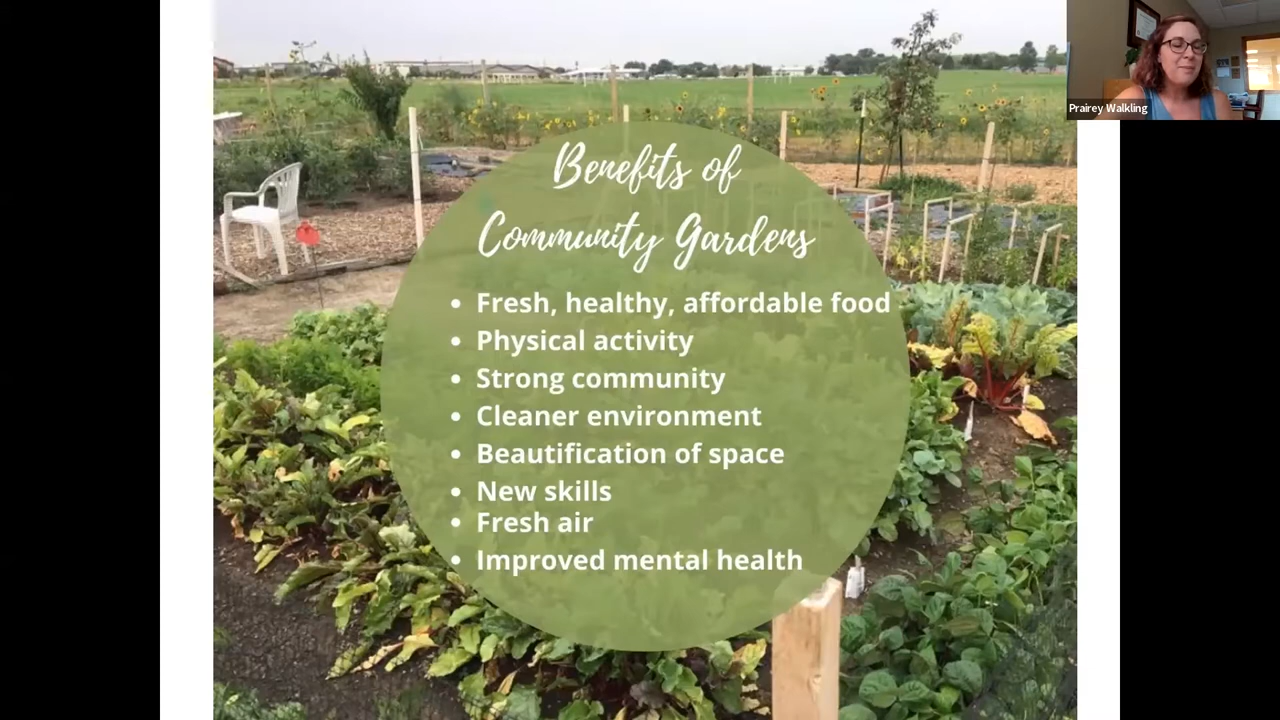 Benefits of
Community Gardens
• Fresh, healthy, affordable food
• Physical activity
• Strong community
• Cleaner environment
• Beautification of space
• New skills
• Fresh air
• Improved mental health
Prairey Walkling